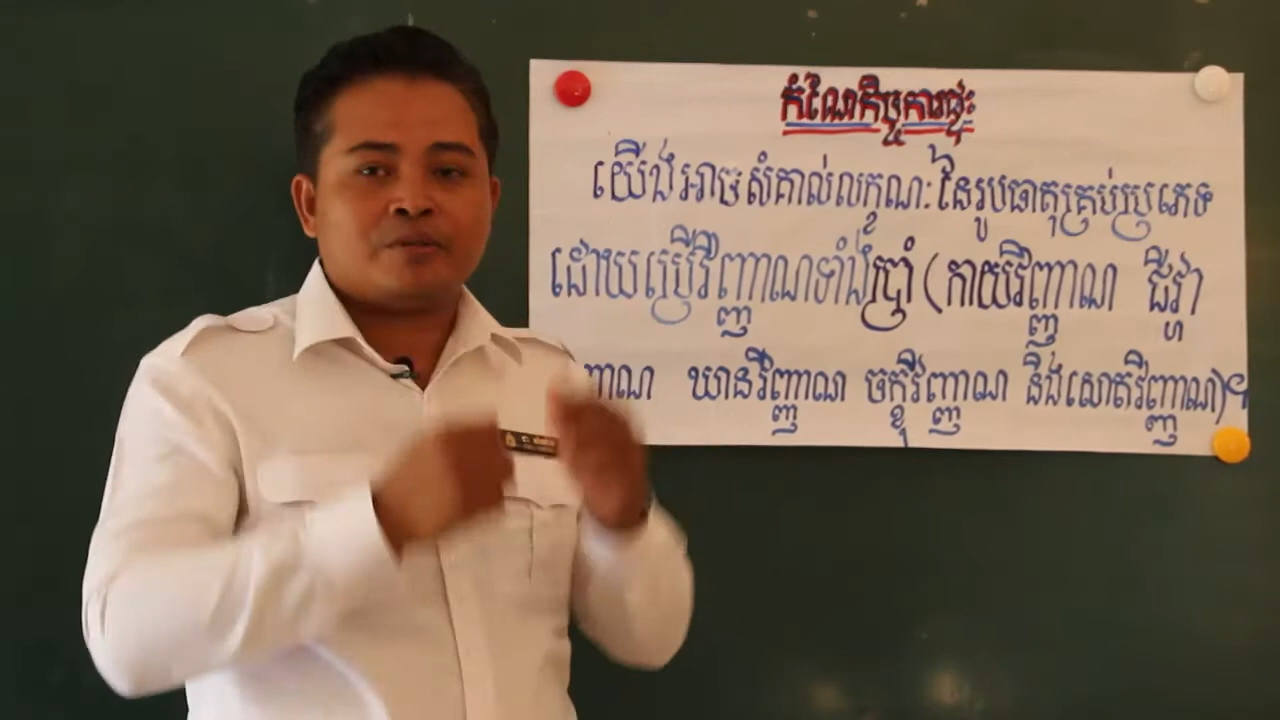 កំណែកិច្ចការផ្ទះ
យើងអាចសំគាល់លក្ខណៈនៃរូបធាតុគ្រប់ប្រភេទ
ដោយប្រើវិញ្ញាណទាំងប្រាំ (កាយវិញ្ញាណ ជិវ្ហា
ញាណ ឃានវិញ្ញាណ ចក្ខុវិញ្ញាណ និងសោតវិញ្ញាណ)។